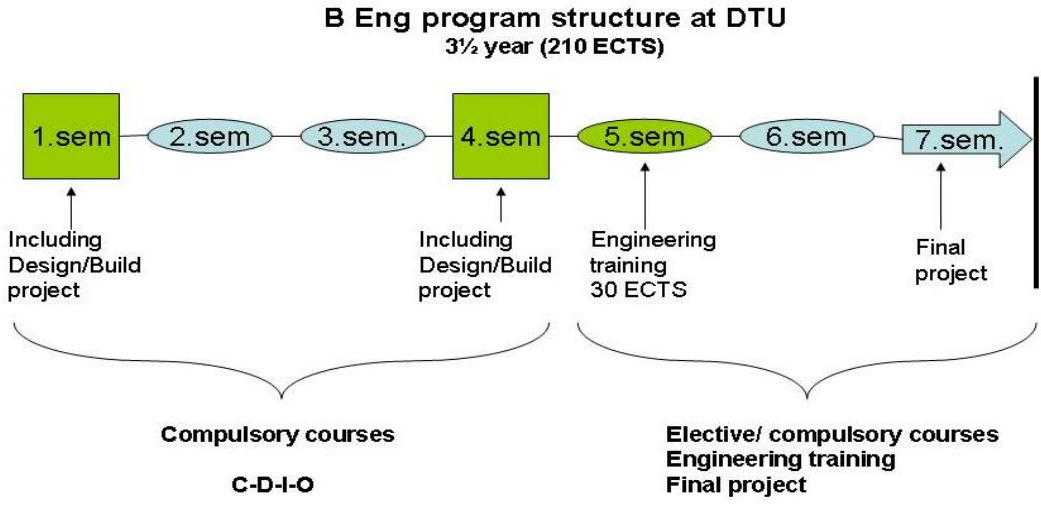 B Eng program structure at DTU
3½ year (210 ECTS)
1.sem
2.sem
3.sem.
4.sem
5.sem
6.sem
7.sem.
Including
Design/Build
project
Including
Design/Build
project
Engineering
training
30 ECTS
Final
project
Compulsory courses
C-D-I-O
Elective/ compulsory courses
Engineering training
Final project